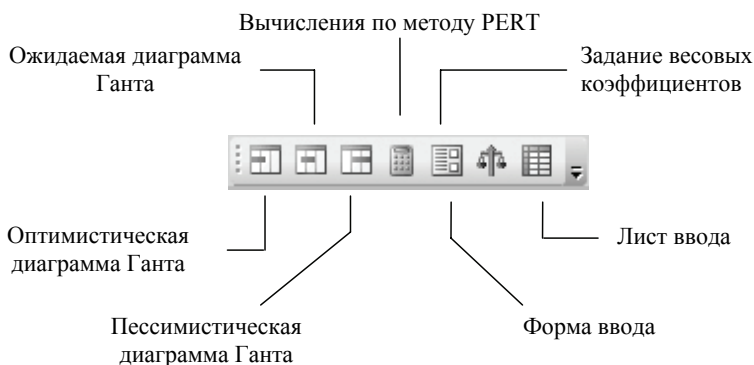 Вычисления по методу PERT
Ожидаемая диаграмма
Ганта
Задание весовых
коэффициентов
Оптимистическая
диаграмма Ганта
Лист ввода
Пессимистическая
диаграмма Ганта
Форма ввода